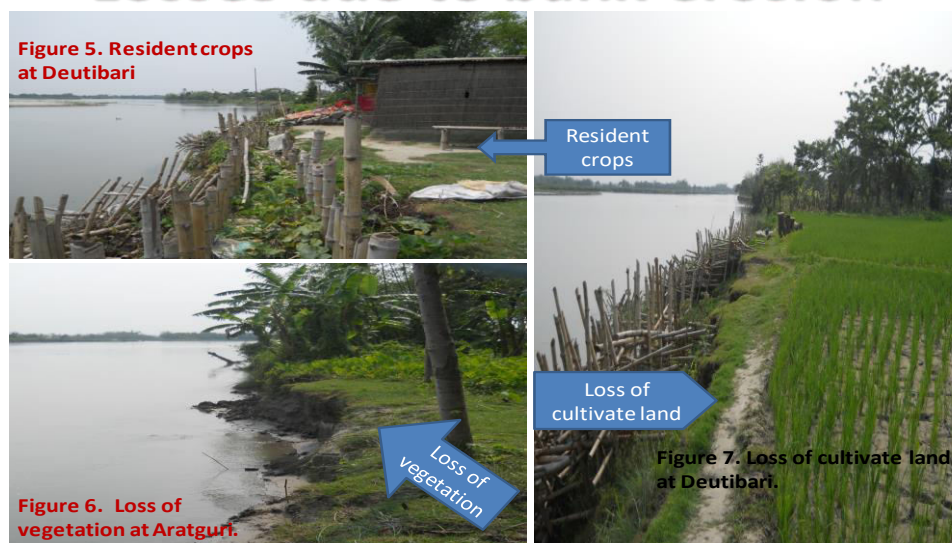 Figure 5. Resident crops
at Deutibari
Resident
crops
Loss of
vegetation
Figure 6. Loss of
vegetation at Aratguri.
Loss of
cultivate land
Figure 7. Loss of cultivate land
at Deutibari.